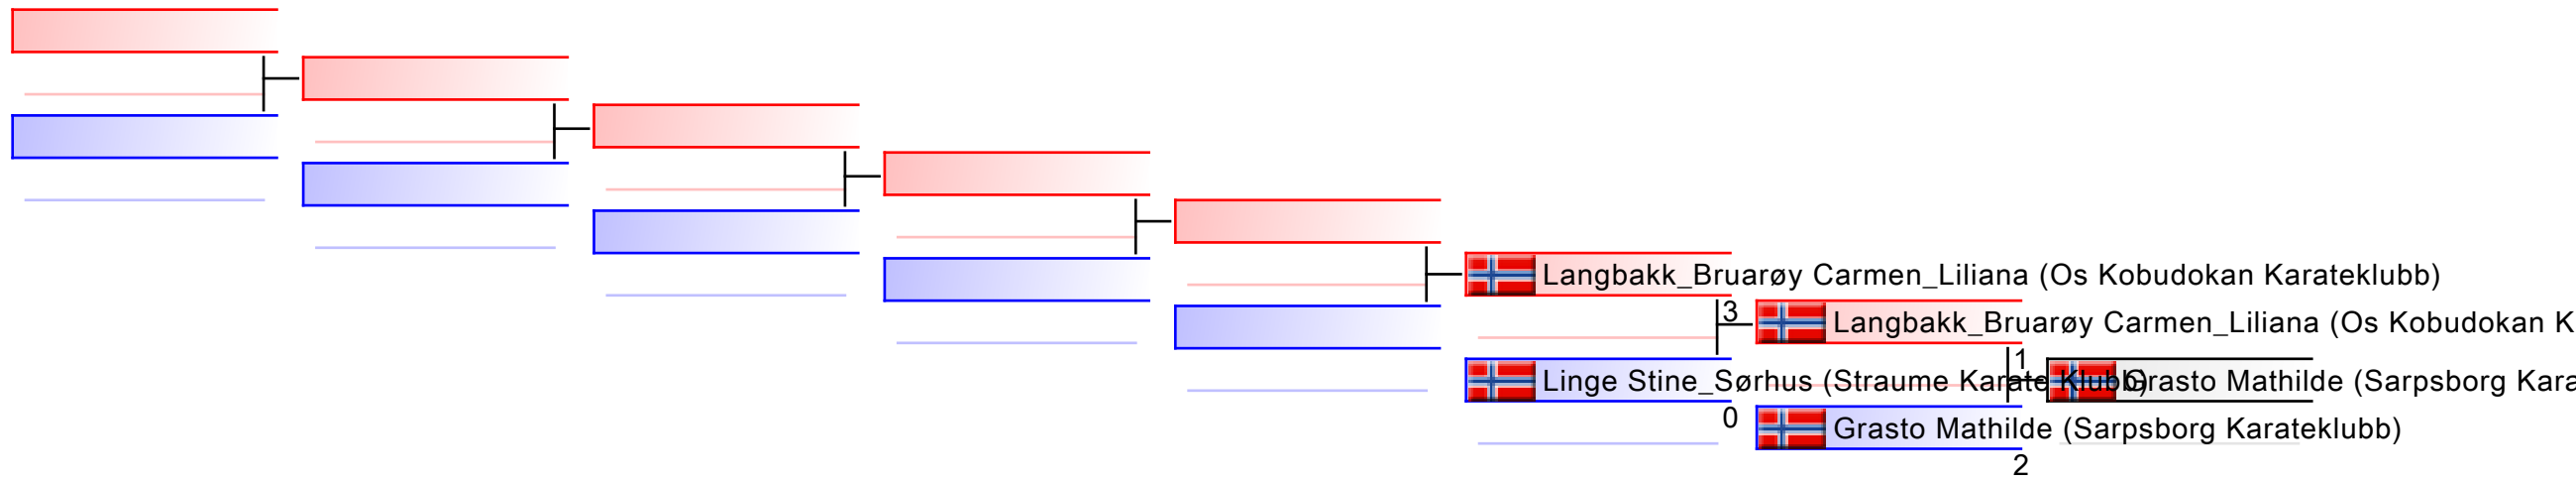 Langbakk_Bruarøy Carmen_Liliana (Os Kobudokan Karateklubb)
3
Langbakk_Bruarøy Carmen_Liliana (Os Kobudokan K
1
Linge Stine_Sørhus (Straume Karate Klubb)
Grasto Mathilde (Sarpsborg Kara
0
Grasto Mathilde (Sarpsborg Karateklubb)
2